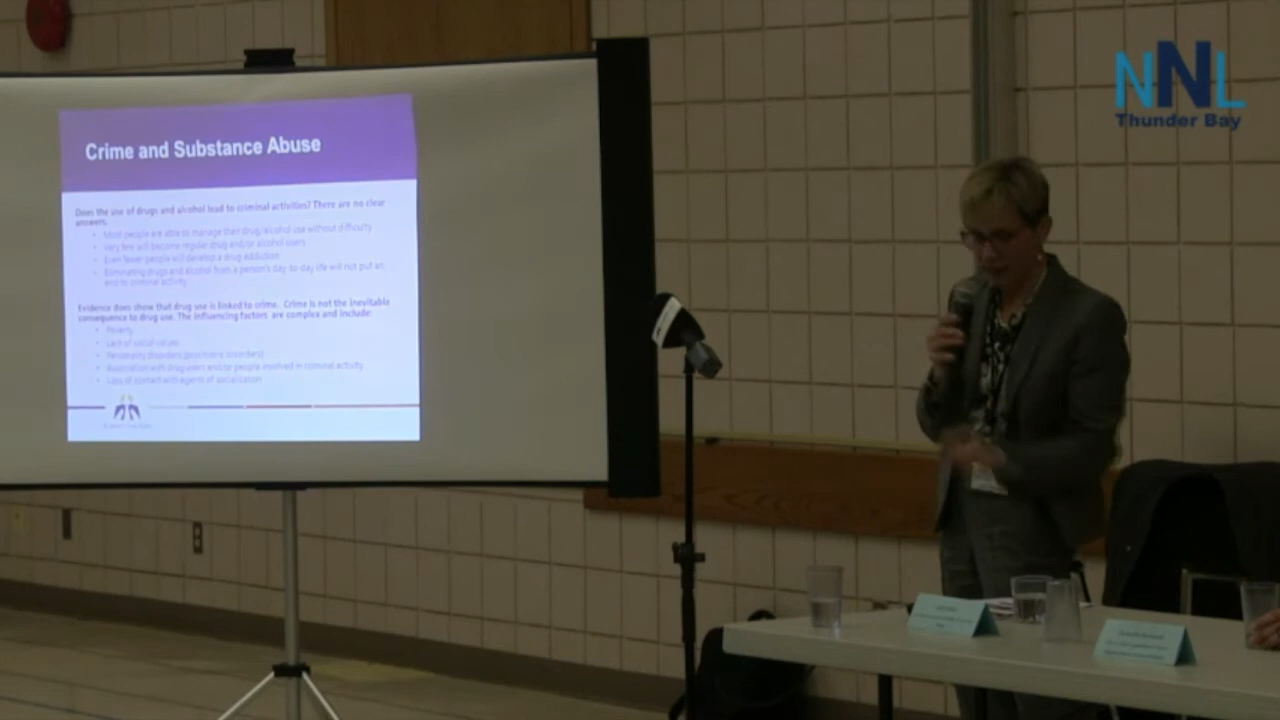 NNL
Thunder Bay
Crime and Substance Abuse
Does the use of drugs and alcohol lead to criminal activities? There are no clear
answers.
• Most people are able to manage their drug/alcohol use without difficulty
• Very few will become regular drug and/or alcohol users
• Even fewer people will develop a drug addiction
• Eliminating drugs and alcohol from a person's day-to-day life will not put an
end to criminal activity
Evidence does show that drug use is linked to crime. Crime is not the inevitable
consequence to drug use. The influencing factors are complex and include:
• Poverty
• Lack of social values
• Personality disorders (psychiatric disorders)
• Association with drug users and/or people involved in criminal activity
• Loss of contact with agents of socialization